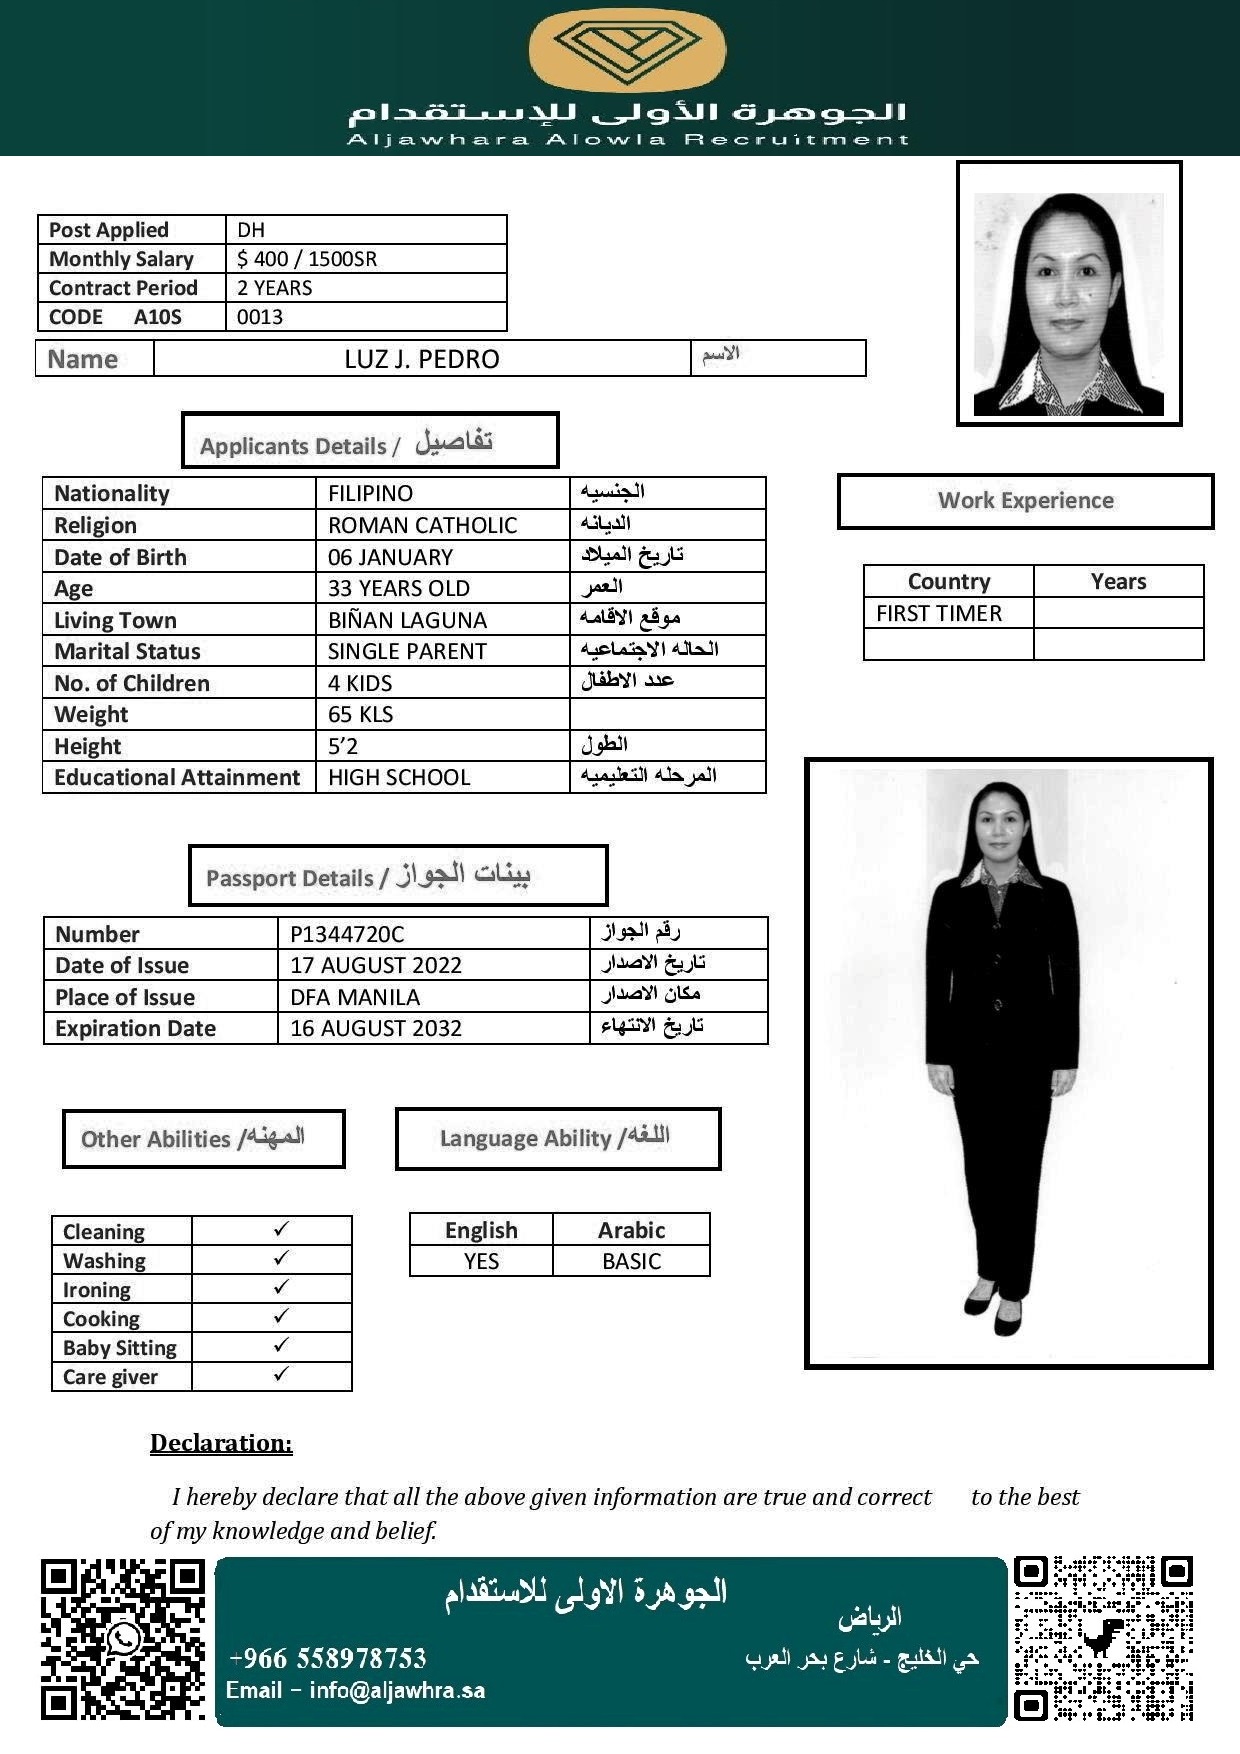 الجوهرة الأولى للإستقدام
Aljawhara Alowla Recruitment
Post Applied DH
Monthly Salary $ 400 / 1500SR
Contract Period 2 YEARS
CODE A10S 0013
Name LUZ J. PEDRO الاسم
Applicants Details / تفاصيل
Nationality FILIPINO الجنسيه
Religion ROMAN CATHOLIC الديانه
Date of Birth 06 JANUARY تاريخ الميلاد
Age 33 YEARS OLD العمر
Living Town BIÑAN LAGUNA موقع الاقامه
Marital Status SINGLE PARENT الحاله الاجتماعيه
No. of Children 4 KIDS عدد الاطفال
Weight 65 KLS
Height 5’2 الطول
Educational Attainment HIGH SCHOOL المرحله التعليميه
Work Experience
Country Years
FIRST TIMER
Passport Details / بينات الجواز
Number P1344720C رقم الجواز
Date of Issue 17 AUGUST 2022 تاريخ الاصدار
Place of Issue DFA MANILA مكان الاصدار
Expiration Date 16 AUGUST 2032 تاريخ الانتهاء
Other Abilities /المهنه
Cleaning ✓
Washing ✓
Ironing ✓
Cooking ✓
Baby Sitting ✓
Care giver ✓
Language Ability /اللغه
English Arabic
YES BASIC
Declaration:
I hereby declare that all the above given information are true and correct to the best
of my knowledge and belief.
الجوهرة الاولى للاستقدام
الرياض
حي الخليج - شارع بحر العرب
+966 558978753
Email – info@aljawhra.sa